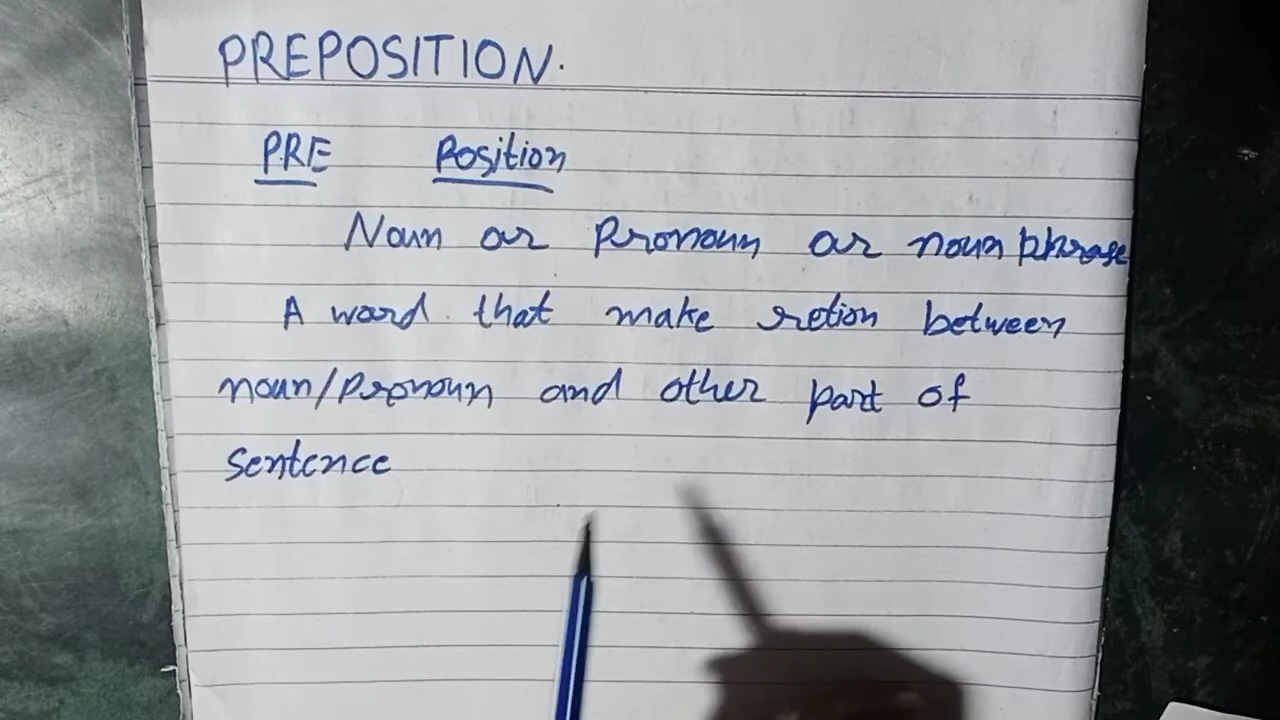 PREPOSITION.
PRE Position
Noun or Pronoun or noun phrase
A word that make retion between
noun/pronoun and other part of
sentence